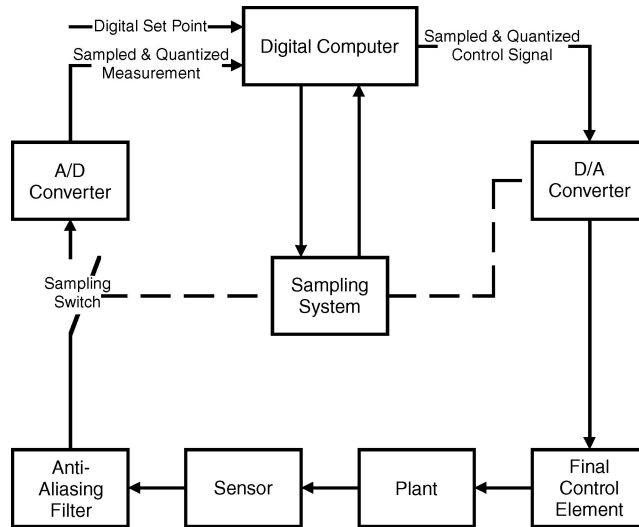 Digital Set Point
Sampled & Quantized
Measurement
Digital Computer
Sampled & Quantized
Control Signal
A/D
Converter
D/A
Converter
Sampling
Switch
Sampling
System
Anti-
Aliasing
Filter
Sensor
Plant
Final
Control
Element